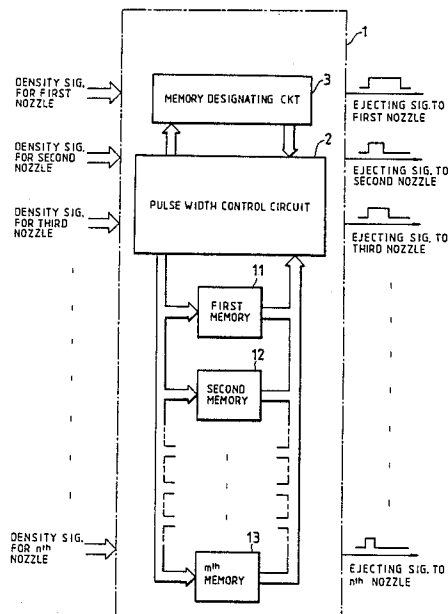 1
DENSITY SIG.
FOR FIRST
NOZZLE
3
MEMORY DESIGNATING CKT
EJECTING SIG.TO
FIRST NOZZLE
DENSITY SIG.
FOR SECOND
NOZZLE
2
EJECTING SIG. TO
SECOND NOZZLE
PULSE WIDTH CONTROL CIRCUIT
DENSITY SIG.
FOR THIRD
NOZZLE
EJECTING SIG. TO
THIRD NOZZLE
11
FIRST
MEMORY
12
SECOND
MEMORY
DENSITY SIG.
FOR nth
NOZZLE
13
mth
MEMORY
EJECTING SIG. TO
nth NOZZLE